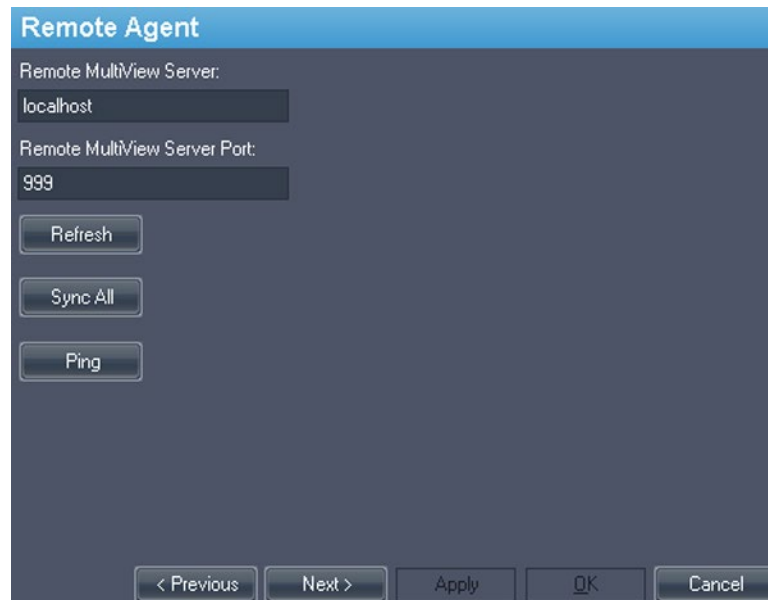 Remote Agent
Remote MultiView Server:
localhost
Remote MultiView Server Port:
999
Refresh
Sync All
Ping
< Previous Next > Apply OK Cancel